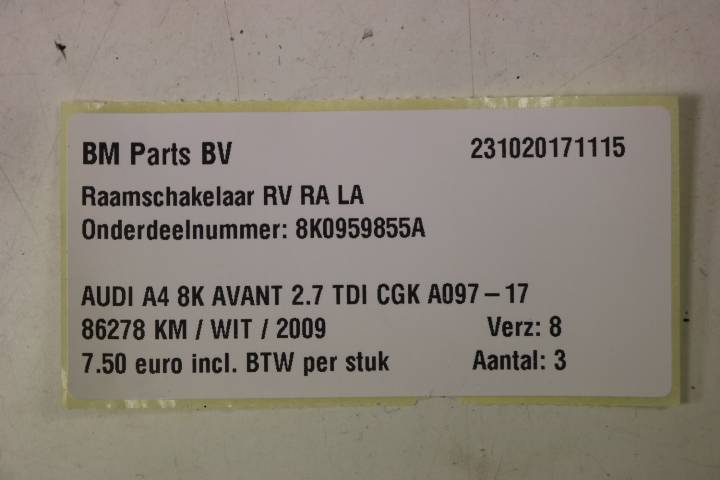 BM Parts BV 231020171115
Raamschakelaar RV RA LA
Onderdeelnummer: 8K0959855A
AUDI A4 8K AVANT 2.7 TDI CGK A097-17
86278 KM / WIT / 2009 Verz: 8
7.50 euro incl. BTW per stuk Aantal: 3